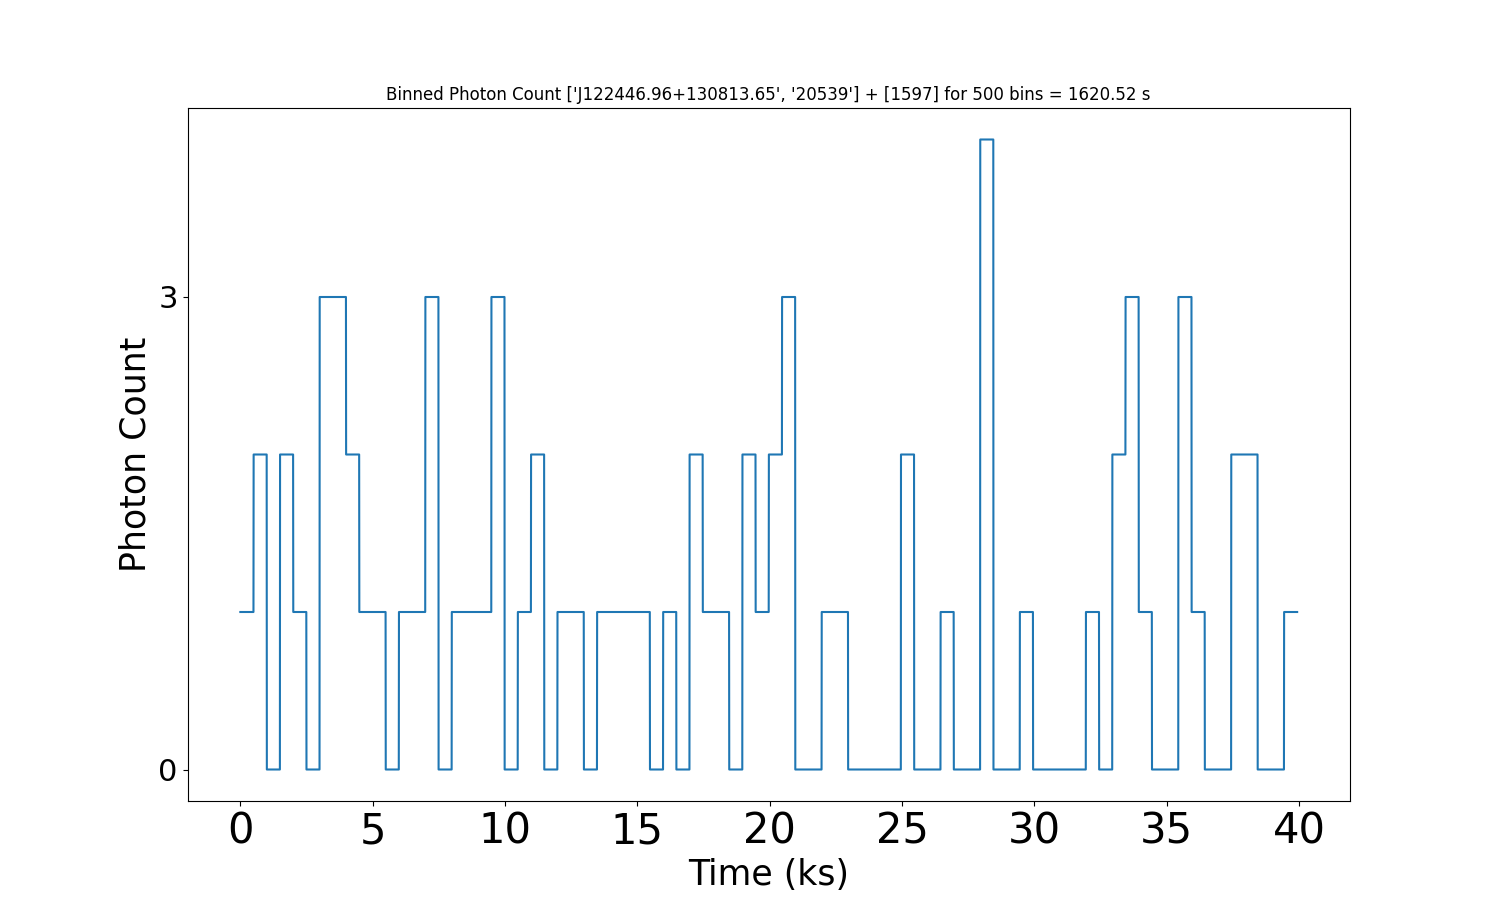 Binned Photon Count ['J122446.96+130813.65', '20539'] + [1597] for 500 bins = 1620.52 s
3
Photon Count
0
0 5 10 15 20 25 30 35 40
Time (ks)